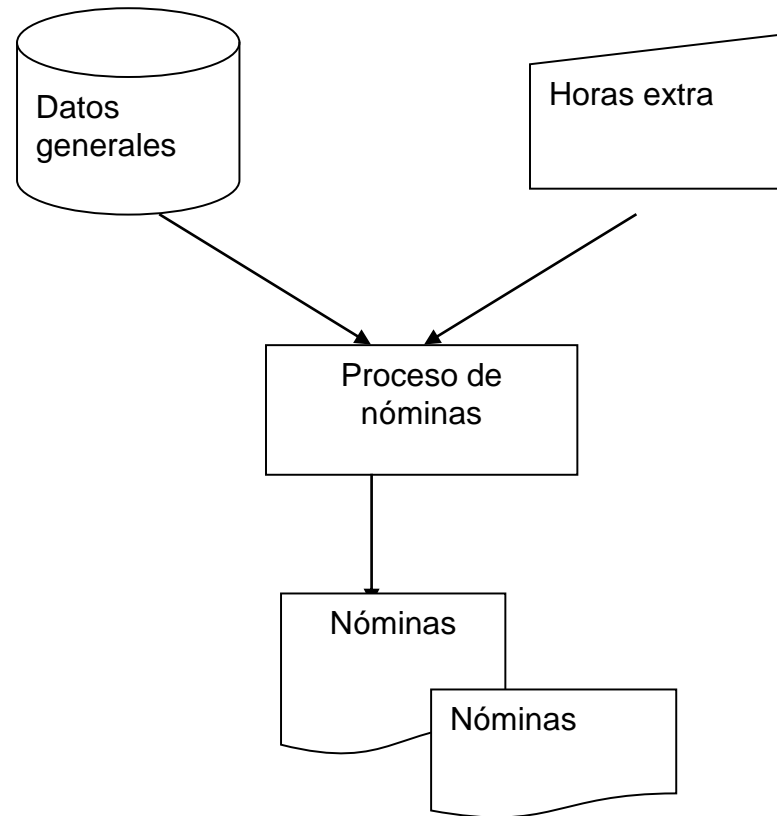 Datos
generales
Horas extra
Proceso de
nóminas
Nóminas
Nóminas